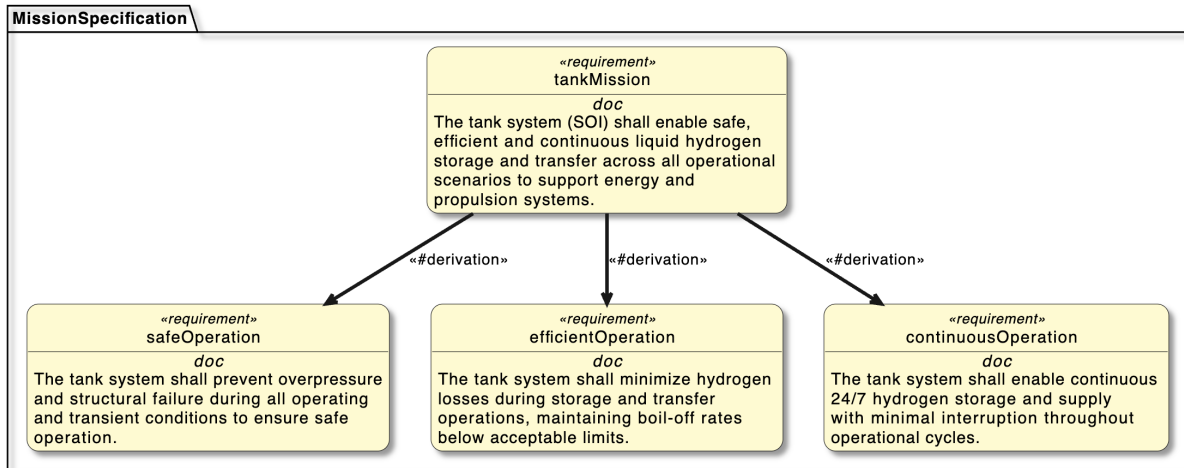 MissionSpecification
«requirement»
tankMission
doc
The tank system (SOI) shall enable safe,
efficient and continuous liquid hydrogen
storage and transfer across all operational
scenarios to support energy and
propulsion systems.
«#derivation»
«#derivation»
«#derivation»
«requirement»
safeOperation
doc
The tank system shall prevent overpressure
and structural failure during all operating
and transient conditions to ensure safe
operation.
«requirement»
efficientOperation
doc
The tank system shall minimize hydrogen
losses during storage and transfer
operations, maintaining boil-off rates
below acceptable limits.
«requirement»
continuousOperation
doc
The tank system shall enable continuous
24/7 hydrogen storage and supply
with minimal interruption throughout
operational cycles.